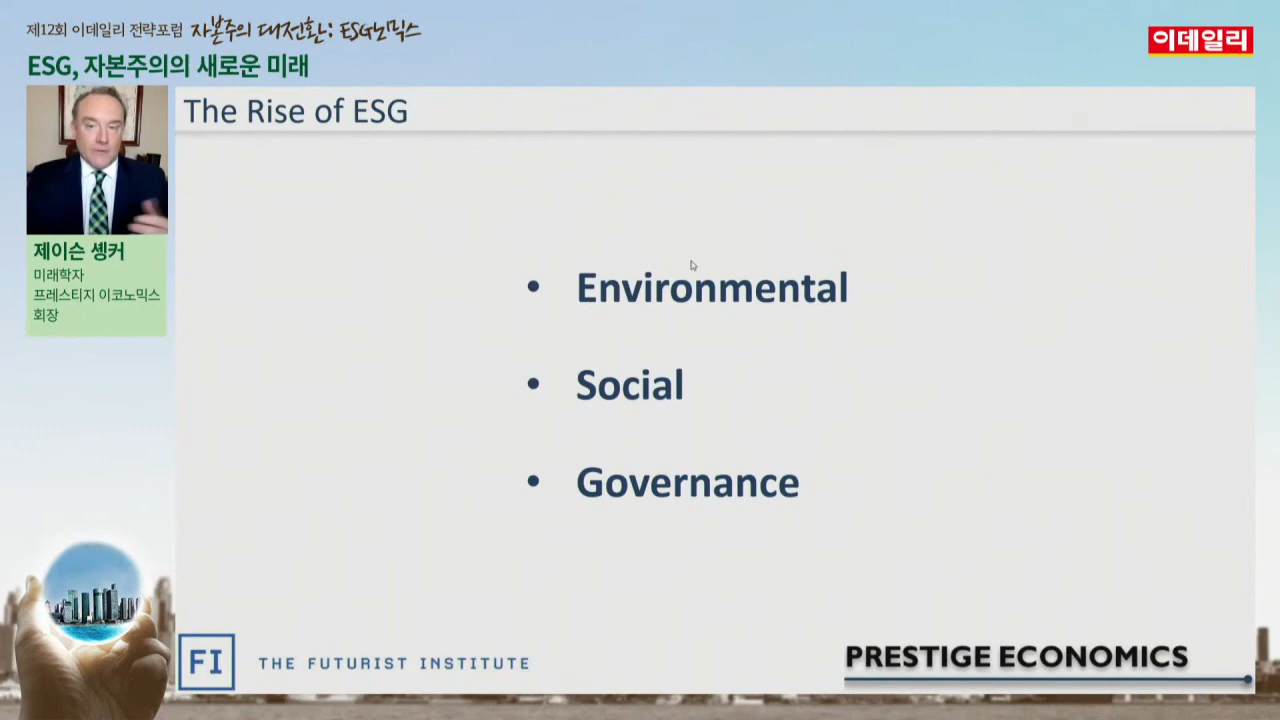 제12회 이데일리 전략포럼 자본주의 대전환: ESG노믹스
이데일리
ESG, 자본주의의 새로운 미래
The Rise of ESG
제이슨 솅커
미래학자
프레스티지 이코노믹스
회장
• Environmental
• Social
• Governance
FI THE FUTURIST INSTITUTE
PRESTIGE ECONOMICS